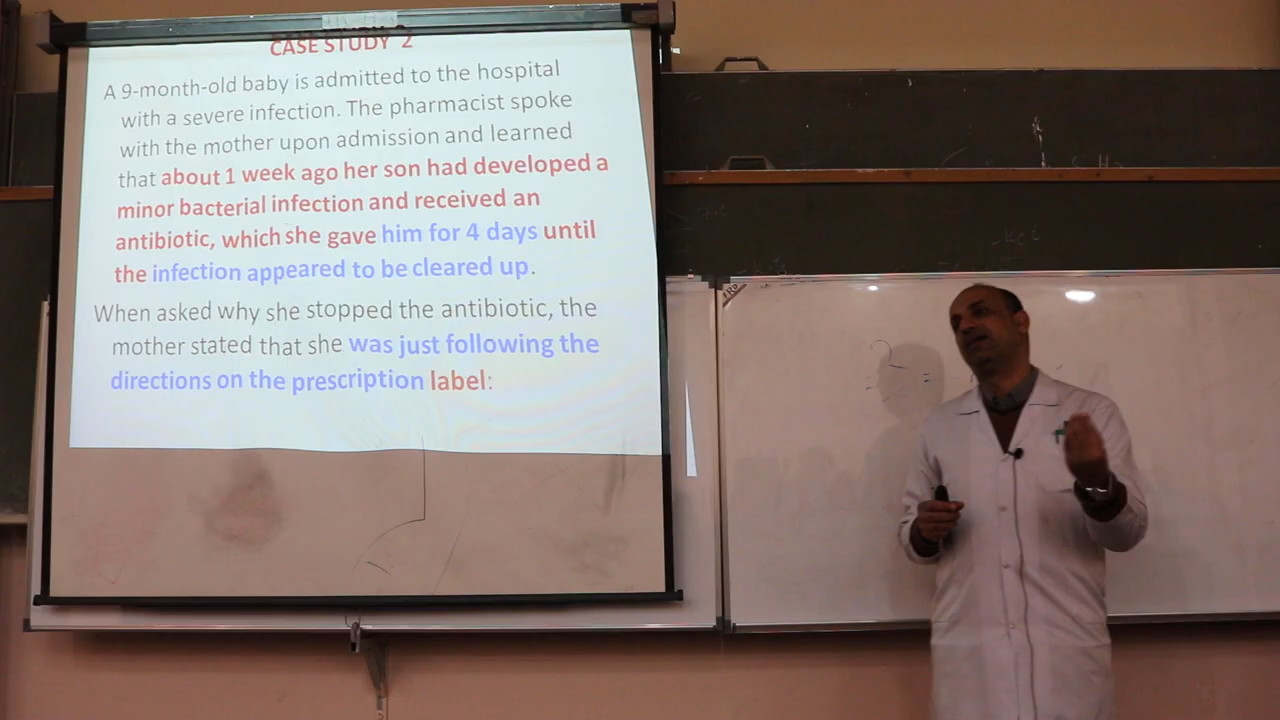 CASE STUDY 2
A 9-month-old baby is admitted to the hospital
with a severe infection. The pharmacist spoke
with the mother upon admission and learned
that about 1 week ago her son had developed a
minor bacterial infection and received an
antibiotic, which she gave him for 4 days until
the infection appeared to be cleared up.
When asked why she stopped the antibiotic, the
mother stated that she was just following the
directions on the prescription label: